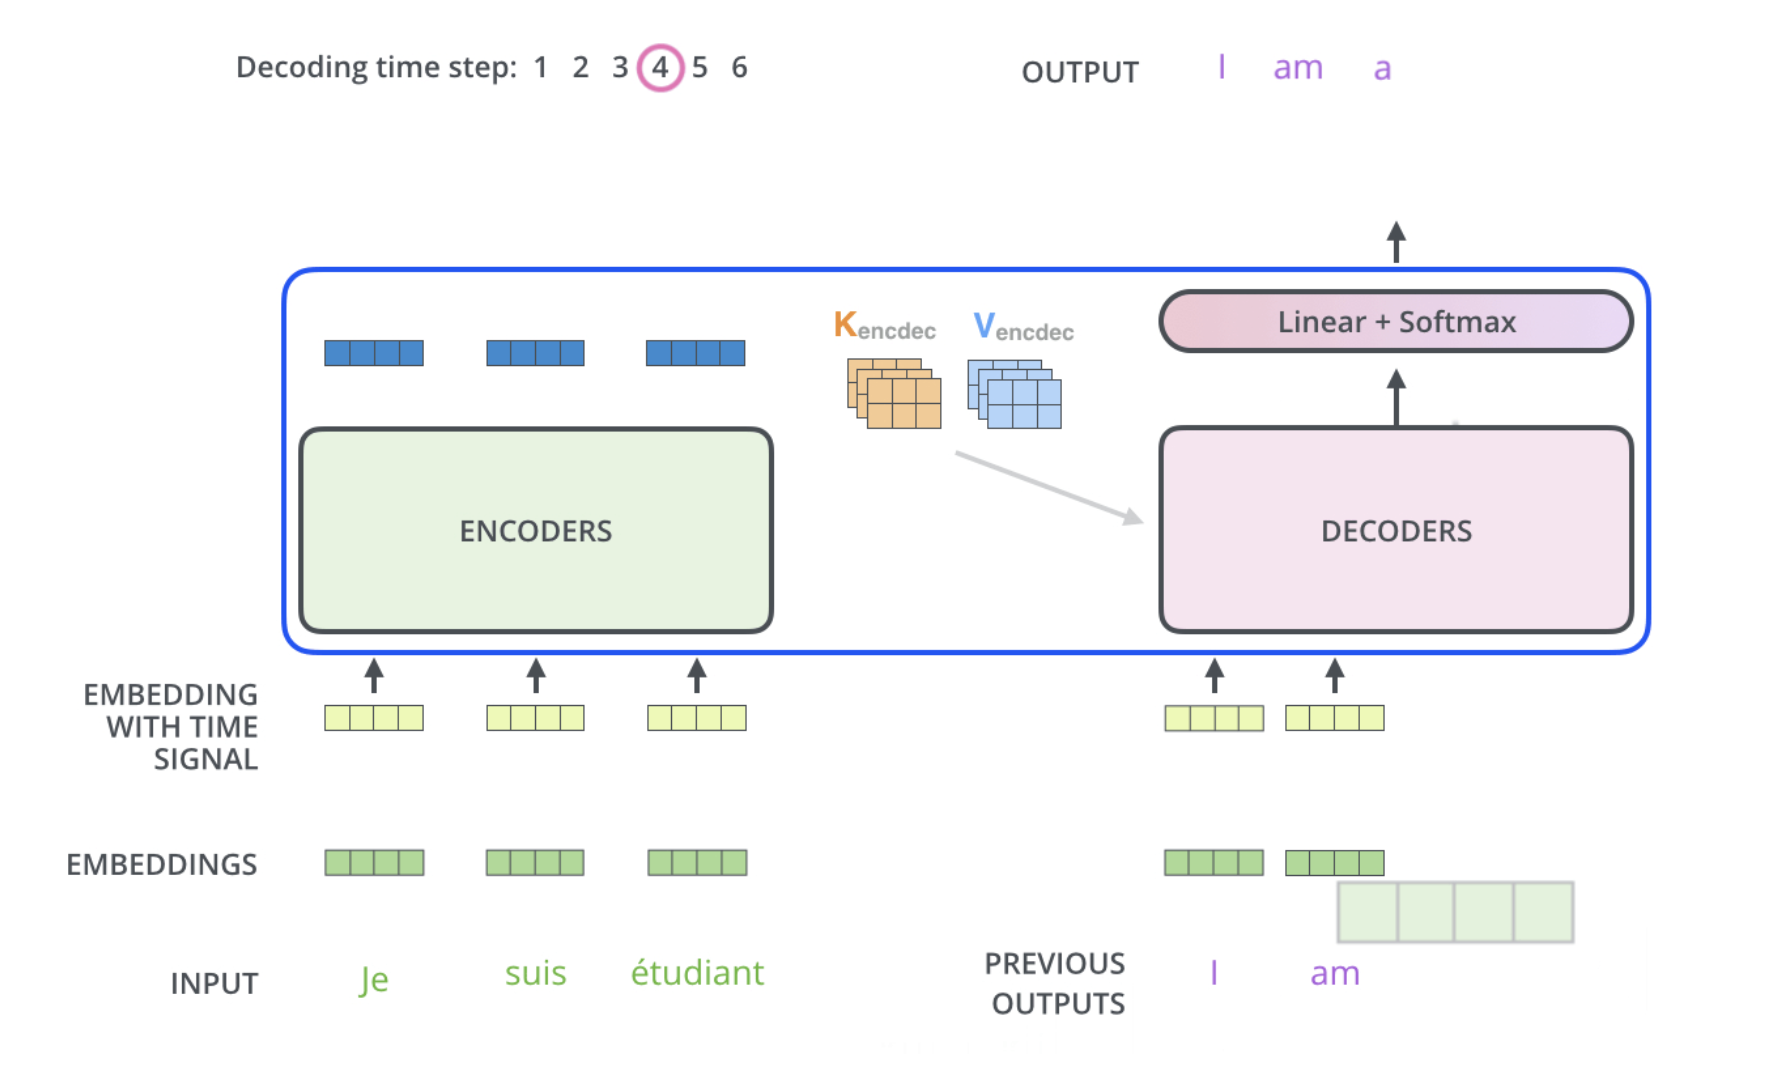 Decoding time step: 1 2 3 4 5 6
OUTPUT I am a
Kencdec Vencdec
Linear + Softmax
ENCODERS
DECODERS
EMBEDDING
WITH TIME
SIGNAL
EMBEDDINGS
INPUT Je suis étudiant
PREVIOUS
OUTPUTS
I am